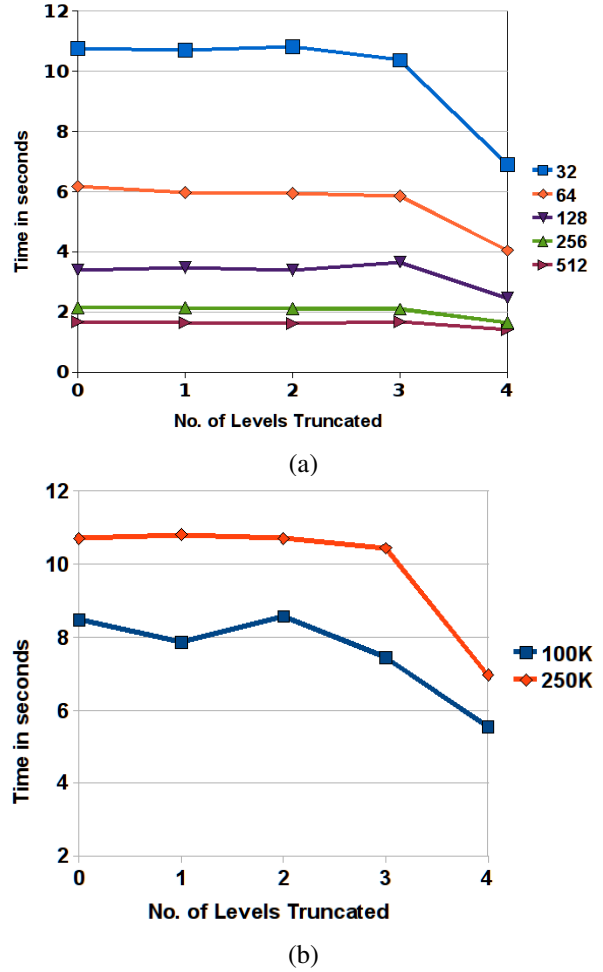 12
10
8
6
4
2
0
Time in seconds
0 1 2 3 4
No. of Levels Truncated
32
64
128
256
512
(a)
12
10
8
6
4
2
Time in seconds
0 1 2 3 4
No. of Levels Truncated
100K
250K
(b)